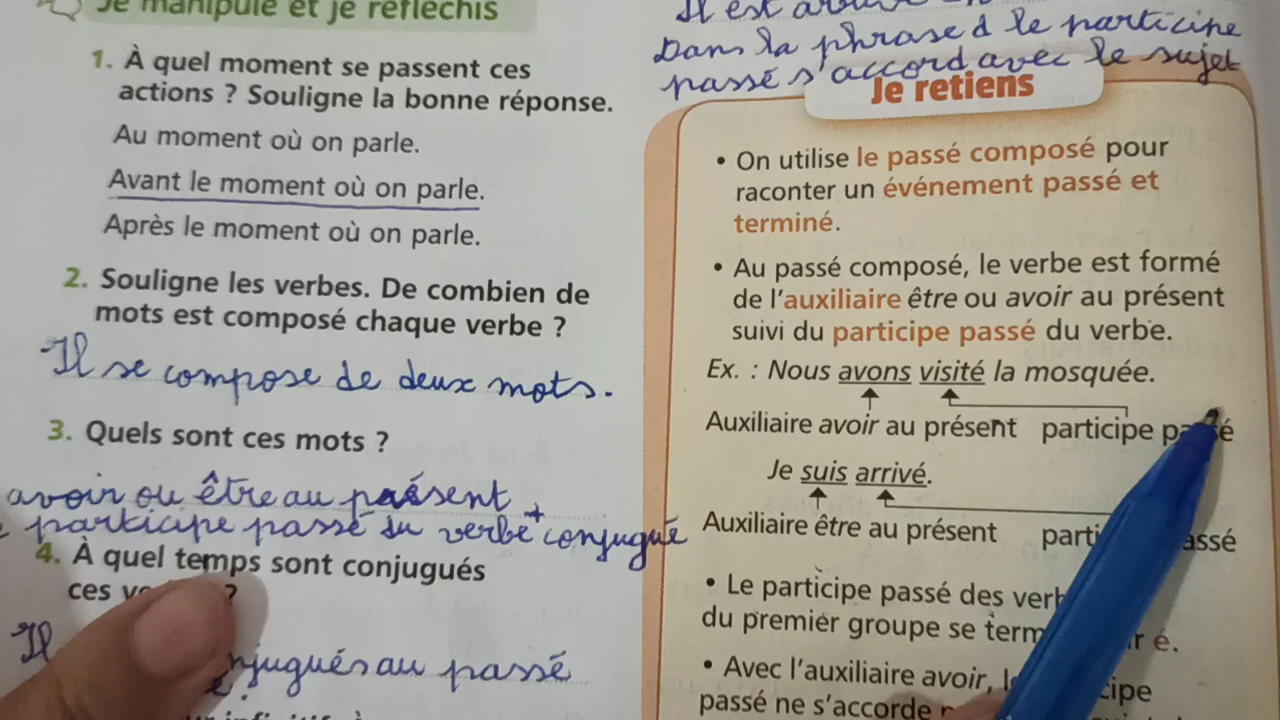 Je manipule et je réfléchis
1. À quel moment se passent ces
actions ? Souligne la bonne réponse.
Au moment où on parle.
Avant le moment où on parle.
Après le moment où on parle.
2. Souligne les verbes. De combien de
mots est composé chaque verbe ?
Il se compose de deux mots.
3. Quels sont ces mots ?
avoir ou être au présent +
participe passé du verbe conjugué
4. À quel temps sont conjugués
ces ?
Il au passé
Il est
Dans la phrase d le participe
passé s'accord avec le sujet
Je retiens
• On utilise le passé composé pour
raconter un événement passé et
terminé.
• Au passé composé, le verbe est formé
de l'auxiliaire être ou avoir au présent
suivi du participe passé du verbe.
Ex. : Nous avons visité la mosquée.
Auxiliaire avoir au présent participe passé
Je suis arrivé.
Auxiliaire être au présent
• Le participe passé des
du premier groupe se é.
• Avec l'auxiliaire avoir,
passé ne s'accorde